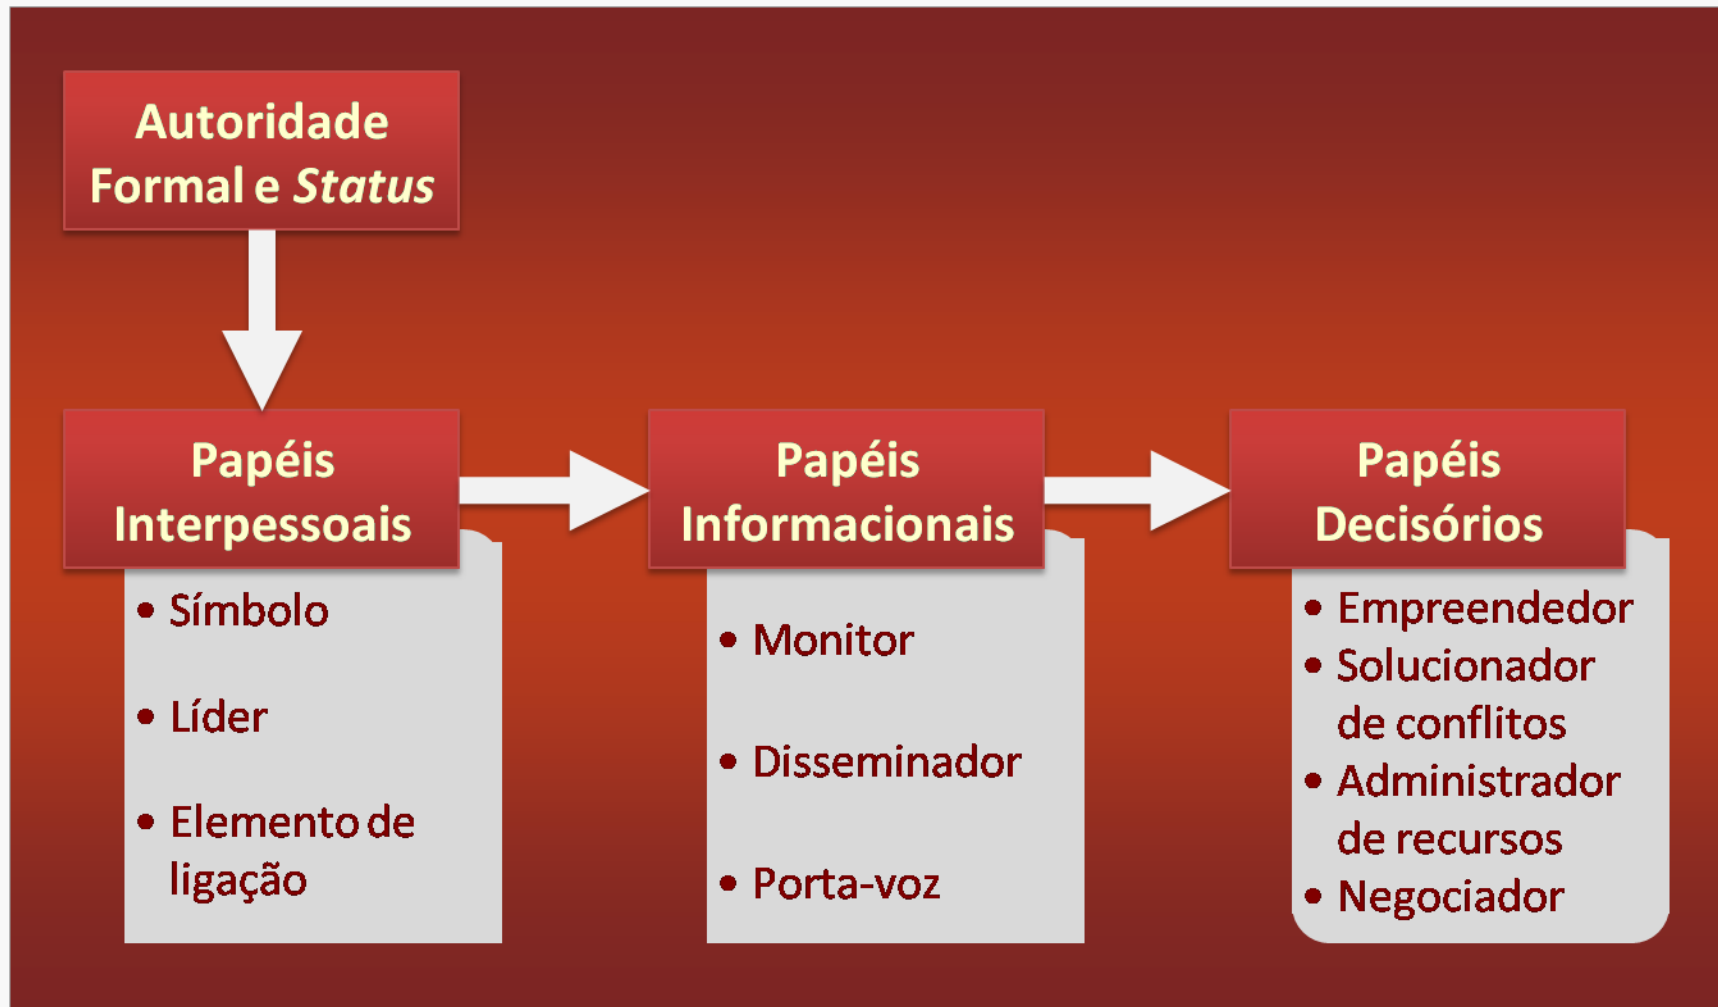 Autoridade
Formal e Status
Papéis
Interpessoais
• Símbolo
• Líder
• Elemento de
ligação
Papéis
Informacionais
• Monitor
• Disseminador
• Porta-voz
Papéis
Decisórios
• Empreendedor
• Solucionador
de conflitos
• Administrador
de recursos
• Negociador